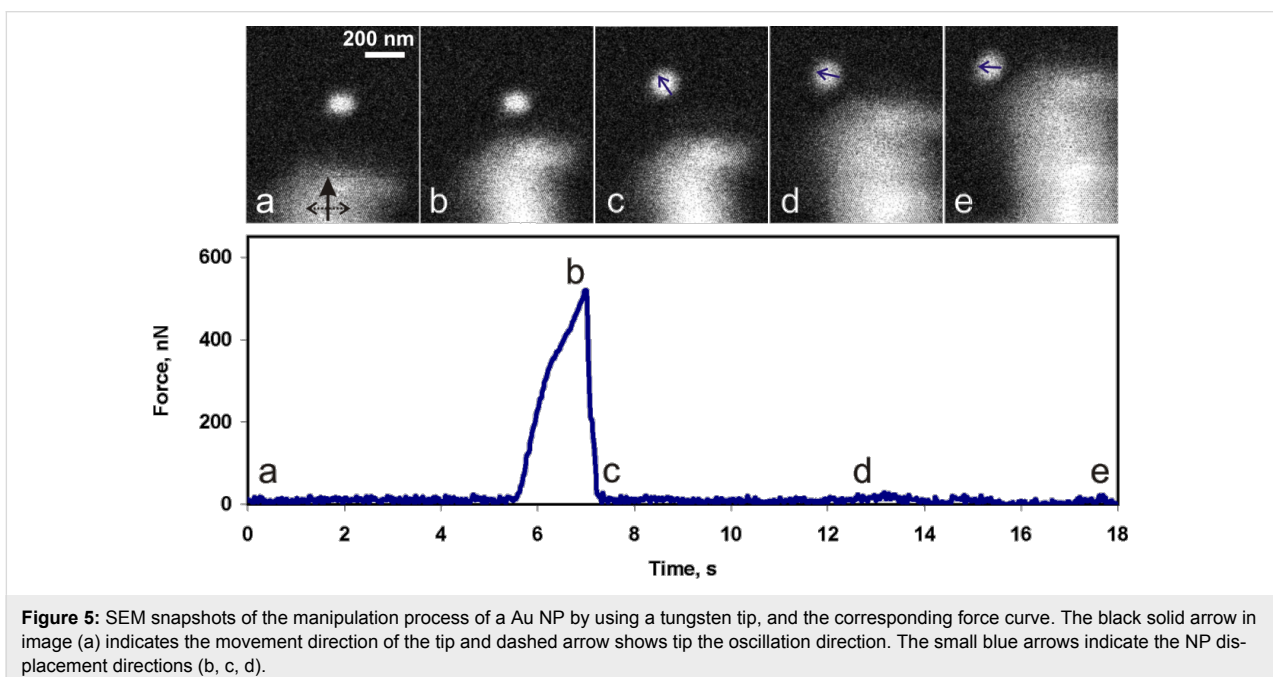 200 nm
a b c d e
600
400
200
0
Force, nN
a
b
c
d
e
0 2 4 6 8 10 12 14 16 18
Time, s
Figure 5: SEM snapshots of the manipulation process of a Au NP by using a tungsten tip, and the corresponding force curve. The black solid arrow in
image (a) indicates the movement direction of the tip and dashed arrow shows tip the oscillation direction. The small blue arrows indicate the NP dis-
placement directions (b, c, d).